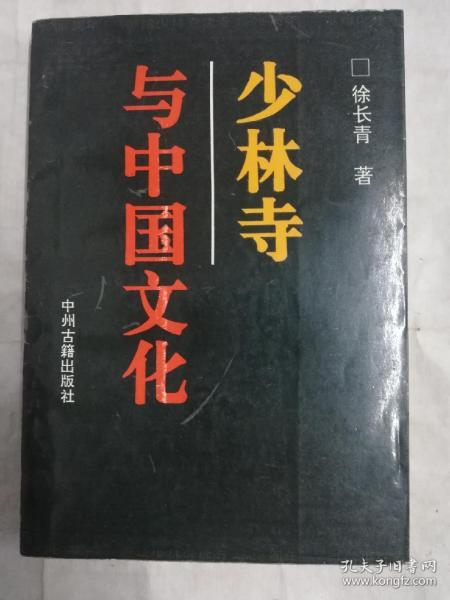 少林寺
与中国文化
□徐长青 著
中州古籍出版社
孔夫子旧书网
www.kongfz.com